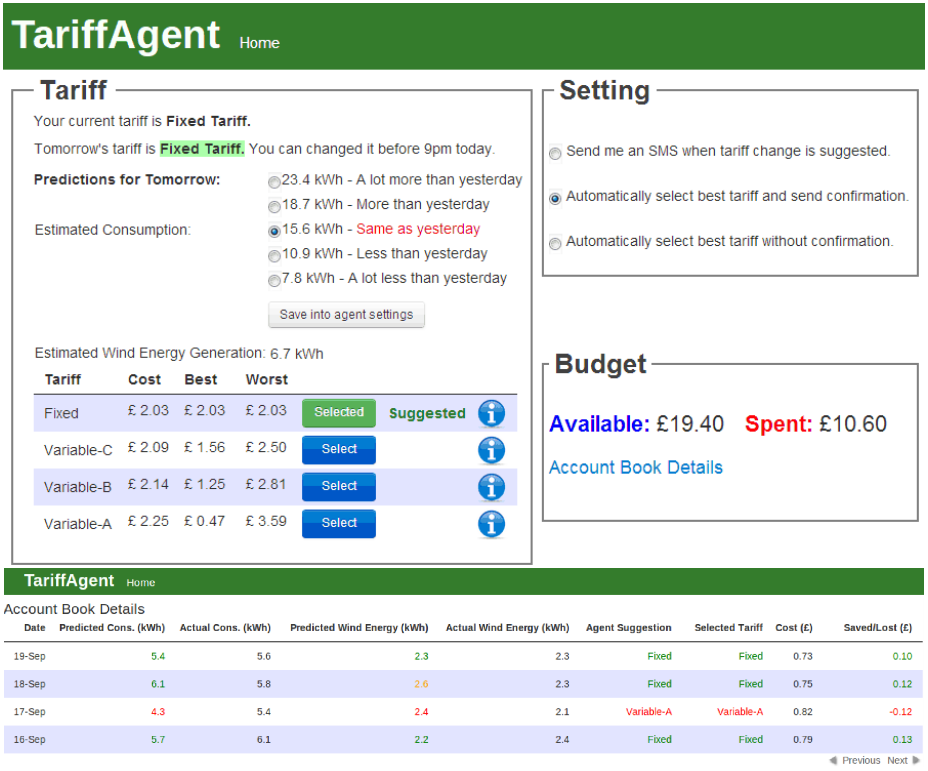 TariffAgent Home
Tariff
Your current tariff is Fixed Tariff.
Tomorrow's tariff is Fixed Tariff. You can changed it before 9pm today.
Predictions for Tomorrow:
23.4 kWh - A lot more than yesterday
18.7 kWh - More than yesterday
Estimated Consumption:
15.6 kWh - Same as yesterday
10.9 kWh - Less than yesterday
7.8 kWh - A lot less than yesterday
Save into agent settings
Estimated Wind Energy Generation: 6.7 kWh
Tariff Cost Best Worst
Fixed £ 2.03 £ 2.03 £ 2.03 Selected Suggested i
Variable-C £ 2.09 £ 1.56 £ 2.50 Select i
Variable-B £ 2.14 £ 1.25 £ 2.81 Select i
Variable-A £ 2.25 £ 0.47 £ 3.59 Select i
Setting
Send me an SMS when tariff change is suggested.
Automatically select best tariff and send confirmation.
Automatically select best tariff without confirmation.
Budget
Available: £19.40 Spent: £10.60
Account Book Details
TariffAgent Home
Account Book Details
Date Predicted Cons. (kWh) Actual Cons. (kWh) Predicted Wind Energy (kWh) Actual Wind Energy (kWh) Agent Suggestion Selected Tariff Cost (£) Saved/Lost (£)
19-Sep 5.4 5.6 2.3 2.3 Fixed Fixed 0.73 0.10
18-Sep 6.1 5.8 2.6 2.3 Fixed Fixed 0.75 0.12
17-Sep 4.3 5.4 2.4 2.1 Variable-A Variable-A 0.82 -0.12
16-Sep 5.7 6.1 2.2 2.4 Fixed Fixed 0.79 0.13
Previous Next